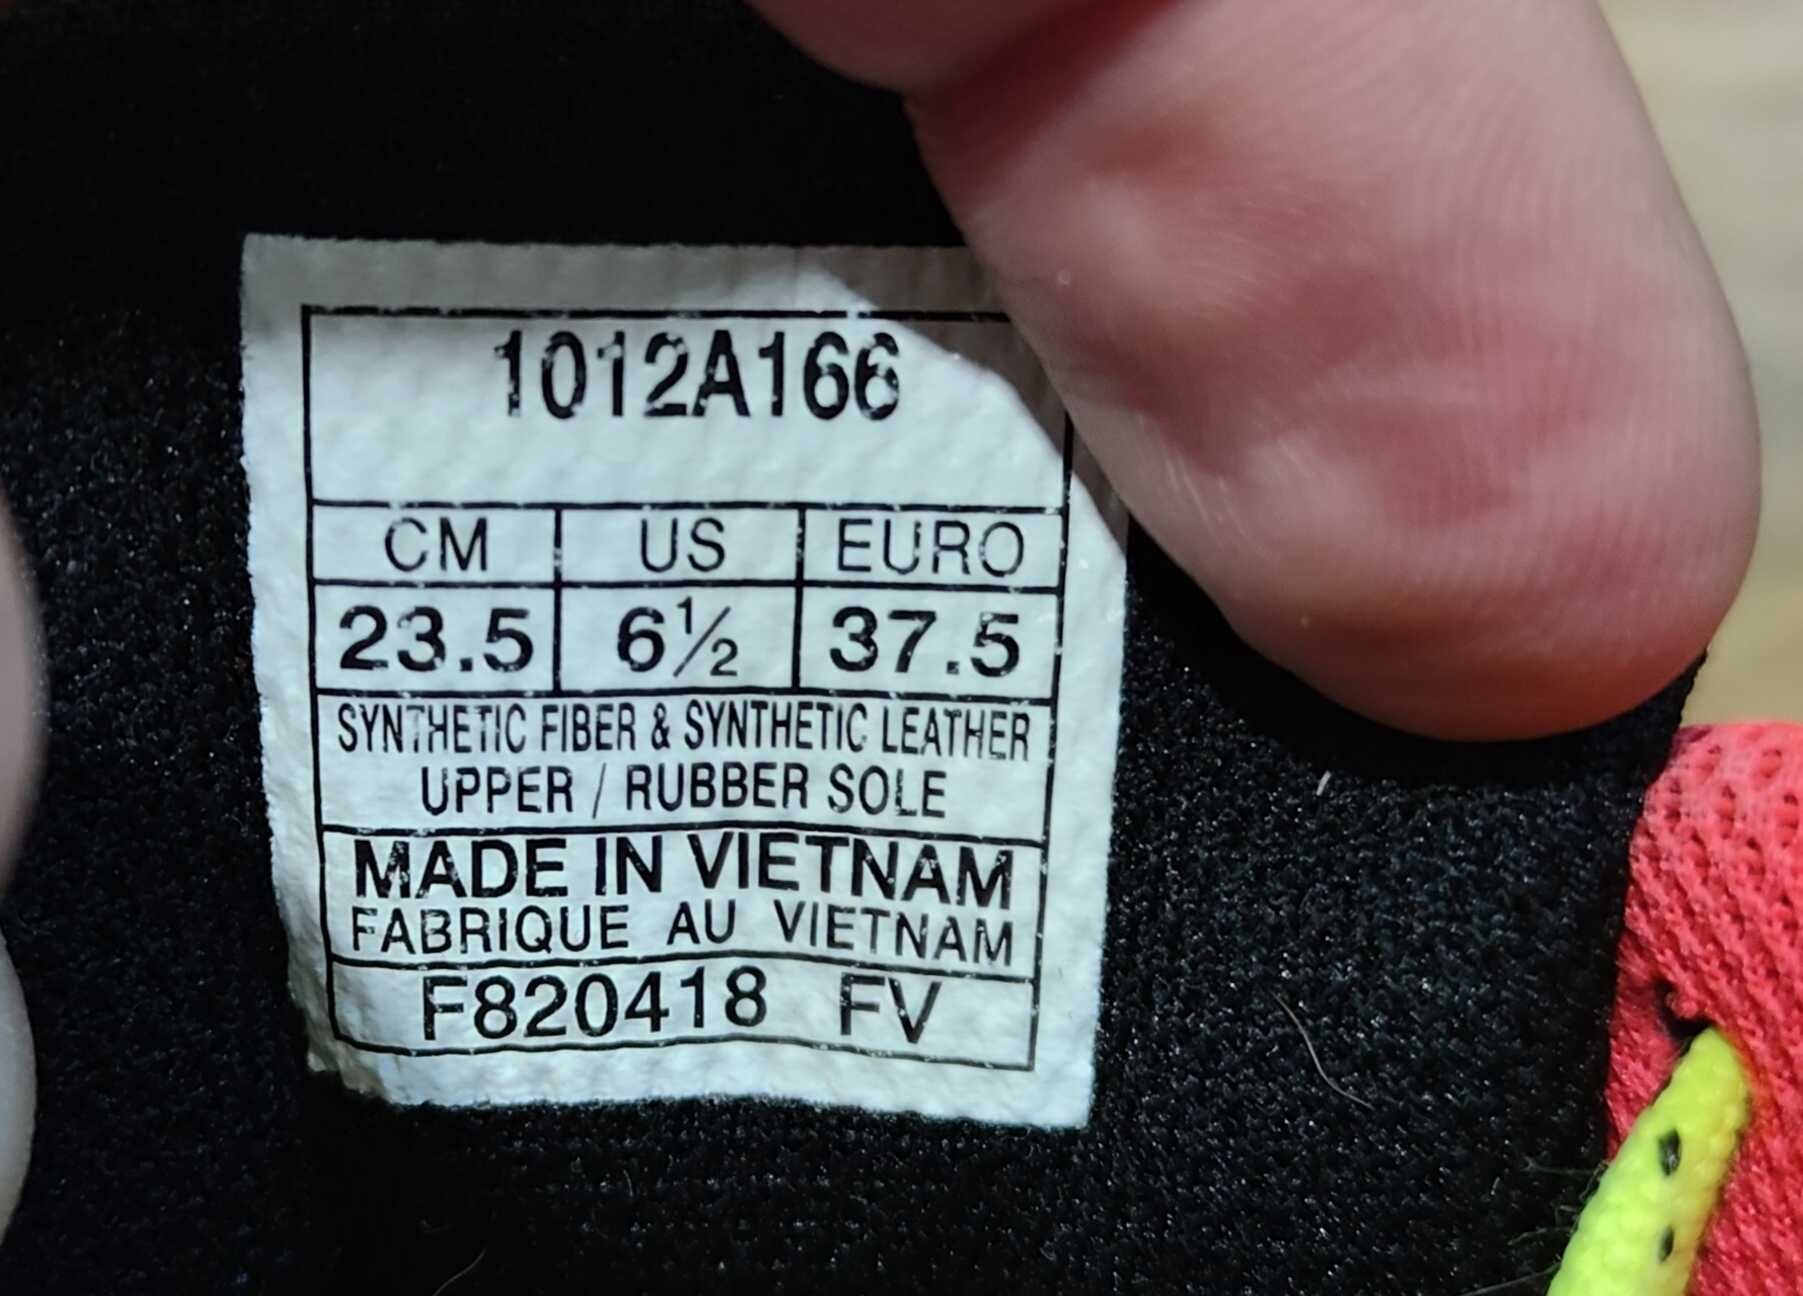 1012A166
CM US EURO
23.5 6½ 37.5
SYNTHETIC FIBER & SYNTHETIC LEATHER
UPPER / RUBBER SOLE
MADE IN VIETNAM
FABRIQUE AU VIETNAM
F820418 FV